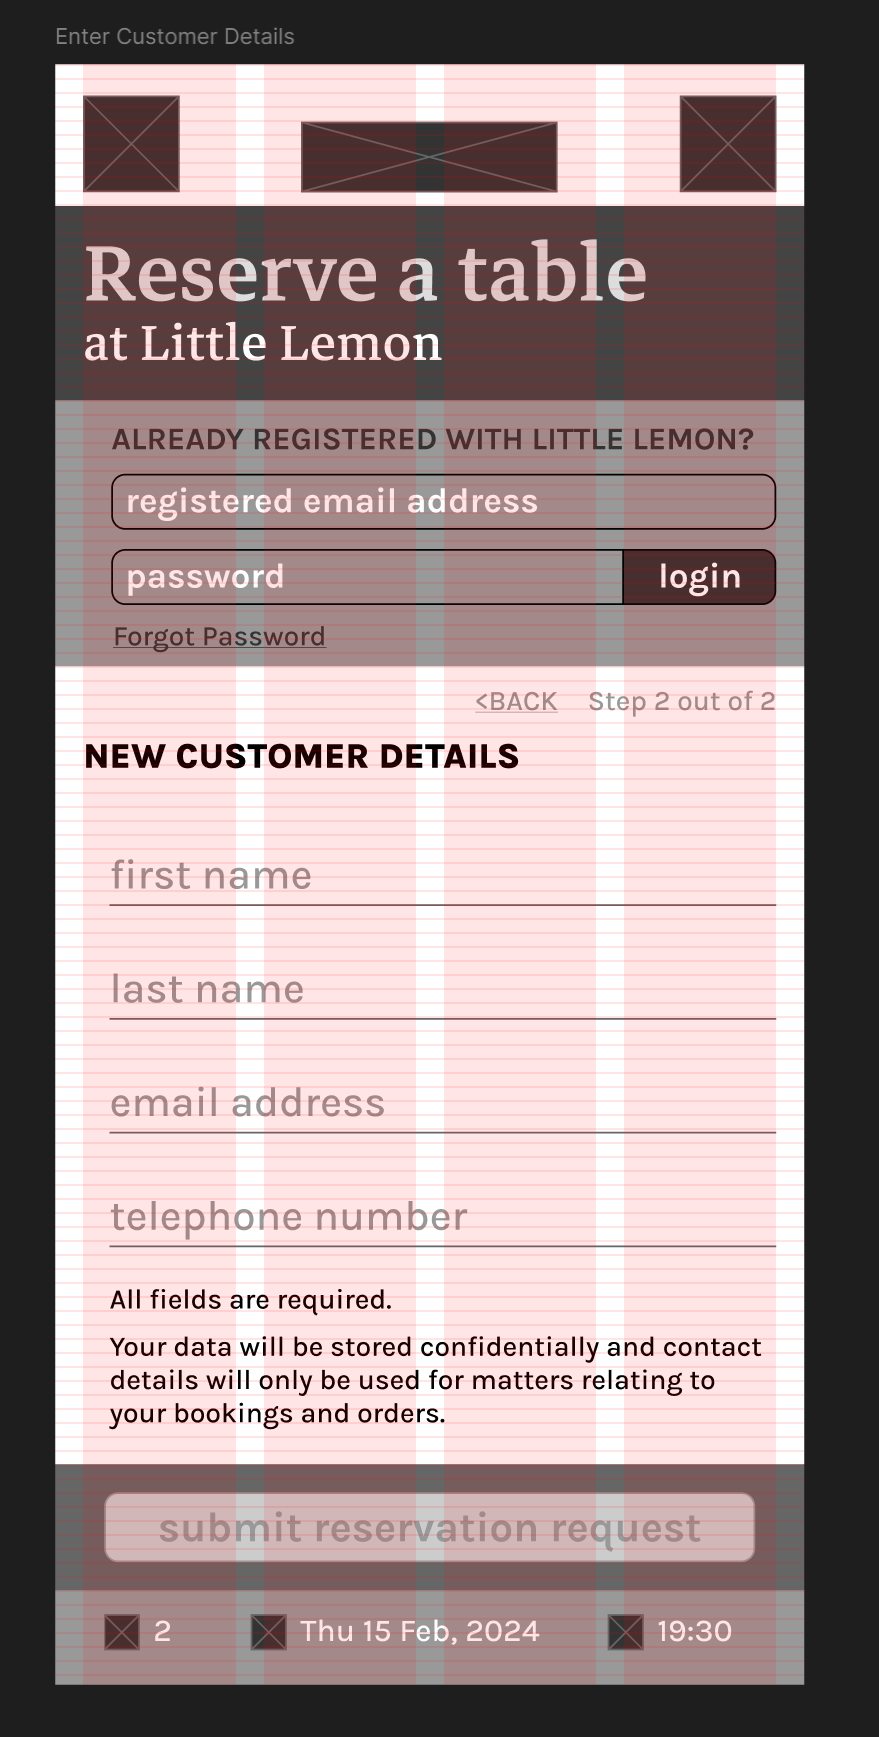 Enter Customer Details
Reserve a table
at Little Lemon
ALREADY REGISTERED WITH LITTLE LEMON?
registered email address
password
login
Forgot Password
<BACK Step 2 out of 2
NEW CUSTOMER DETAILS
first name
last name
email address
telephone number
All fields are required.
Your data will be stored confidentially and contact
details will only be used for matters relating to
your bookings and orders.
submit reservation request
2 Thu 15 Feb, 2024 19:30